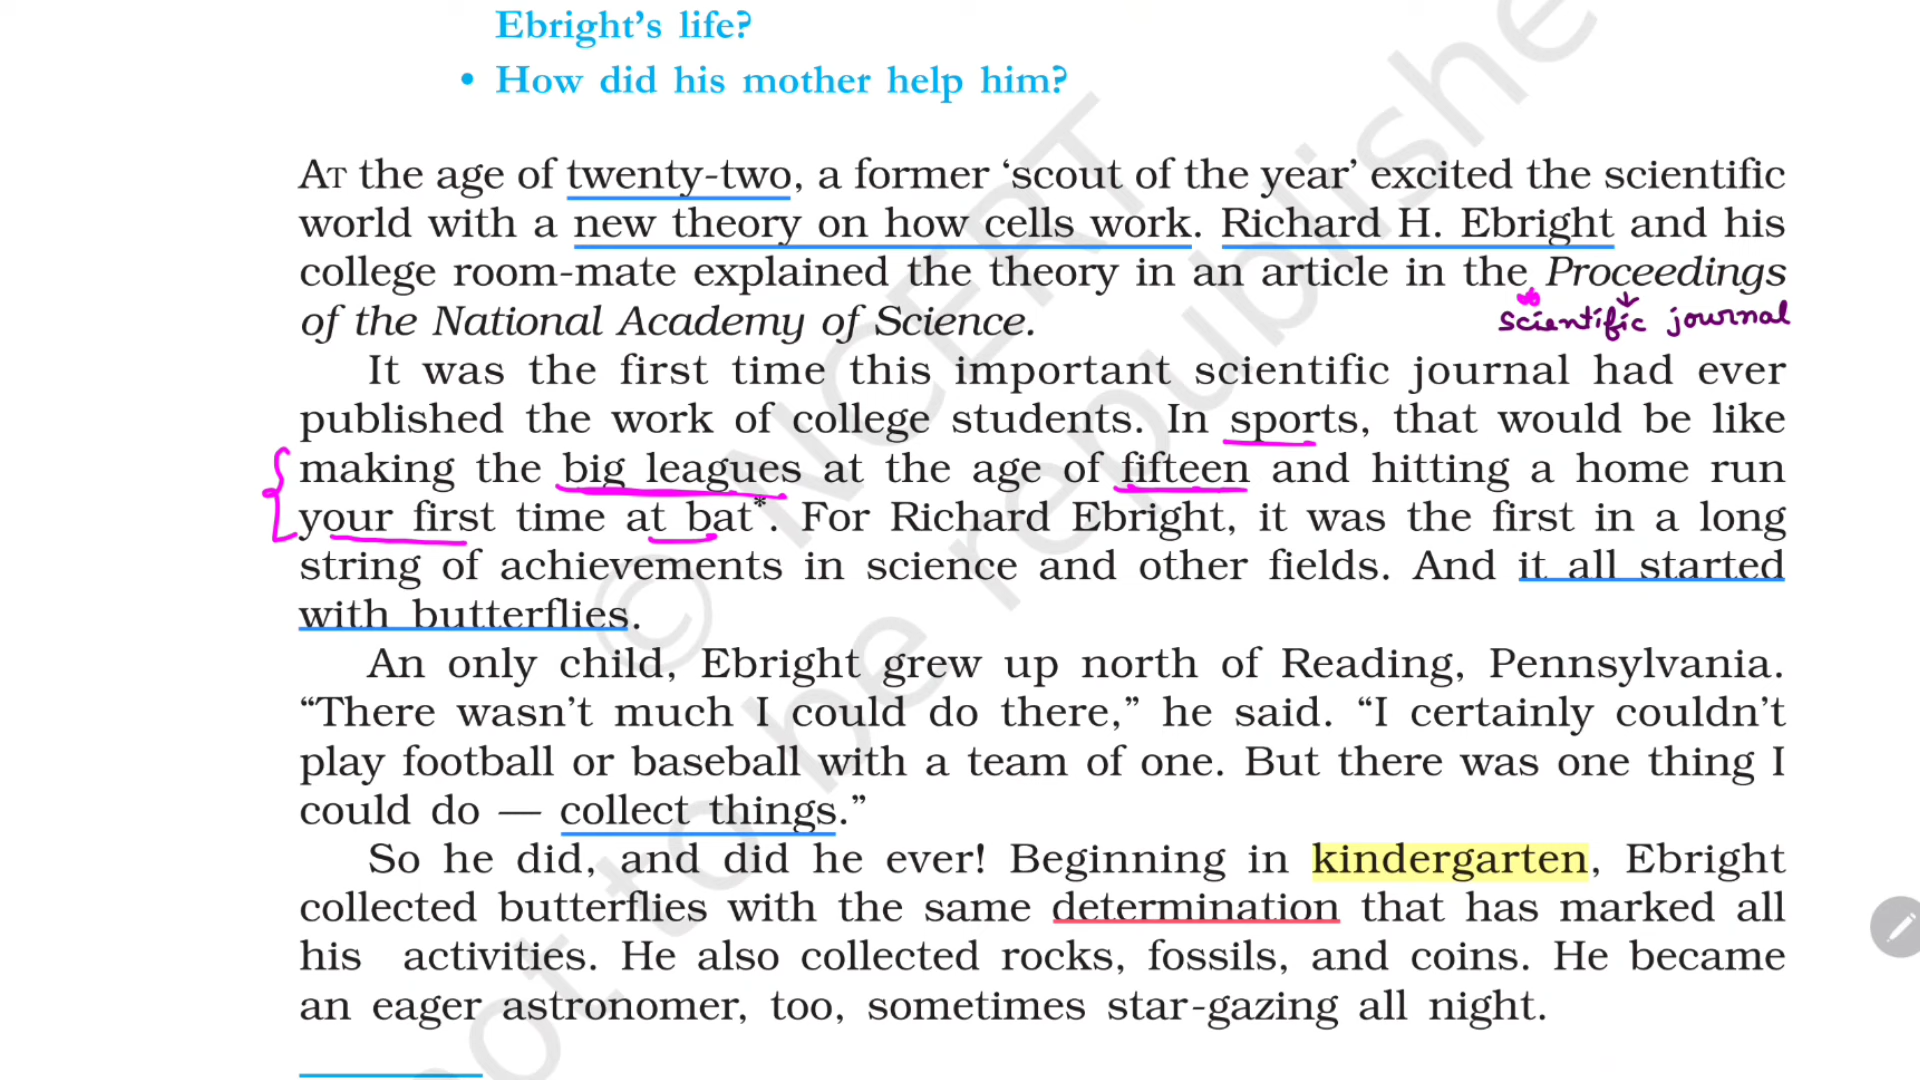 Ebright’s life?
• How did his mother help him?
AT the age of twenty-two, a former ‘scout of the year’ excited the scientific
world with a new theory on how cells work. Richard H. Ebright and his
college room-mate explained the theory in an article in the Proceedings
of the National Academy of Science.
scientific journal
It was the first time this important scientific journal had ever
published the work of college students. In sports, that would be like
making the big leagues at the age of fifteen and hitting a home run
your first time at bat*. For Richard Ebright, it was the first in a long
string of achievements in science and other fields. And it all started
with butterflies.
An only child, Ebright grew up north of Reading, Pennsylvania.
“There wasn’t much I could do there,” he said. “I certainly couldn’t
play football or baseball with a team of one. But there was one thing I
could do — collect things.”
So he did, and did he ever! Beginning in kindergarten, Ebright
collected butterflies with the same determination that has marked all
his activities. He also collected rocks, fossils, and coins. He became
an eager astronomer, too, sometimes star-gazing all night.
© NCERT
not to be republishe